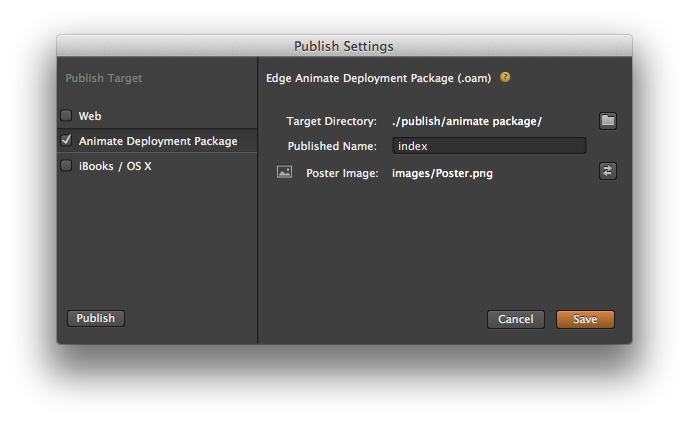 Publish Settings
Publish Target
Web
Animate Deployment Package
iBooks / OS X
Publish
Edge Animate Deployment Package (.oam) ?
Target Directory: ./publish/animate package/
Published Name: index
Poster Image: images/Poster.png
Cancel Save